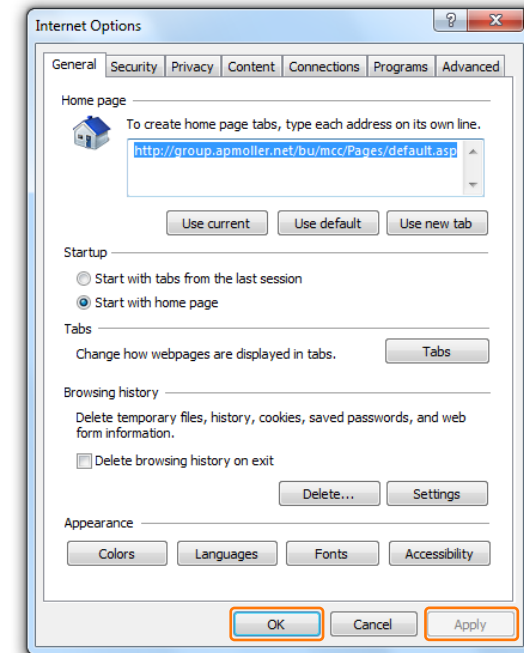 Internet Options
General Security Privacy Content Connections Programs Advanced
Home page
To create home page tabs, type each address on its own line.
http://group.apmoller.net/bu/mcc/Pages/default.asp
Use current Use default Use new tab
Startup
Start with tabs from the last session
Start with home page
Tabs
Change how webpages are displayed in tabs. Tabs
Browsing history
Delete temporary files, history, cookies, saved passwords, and web
form information.
Delete browsing history on exit
Delete... Settings
Appearance
Colors Languages Fonts Accessibility
OK Cancel Apply